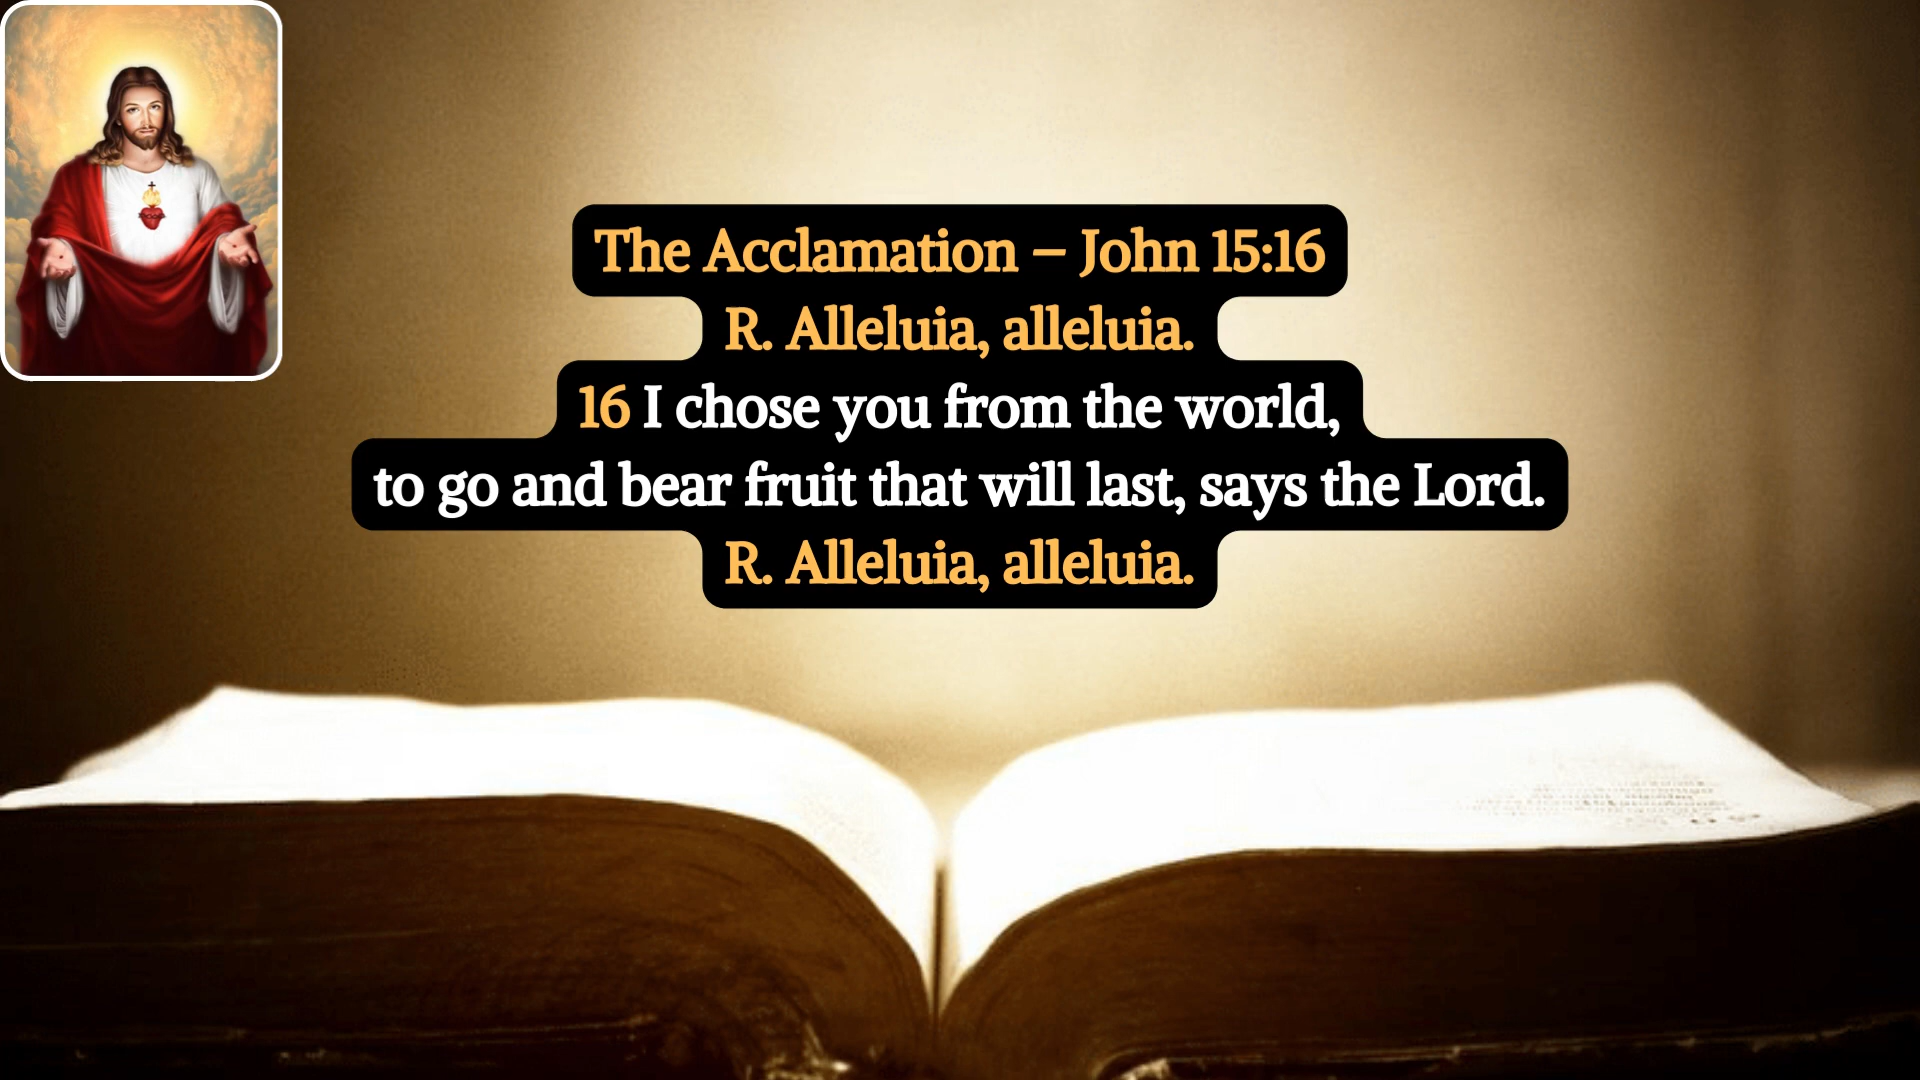 The Acclamation – John 15:16
R. Alleluia, alleluia.
16 I chose you from the world,
to go and bear fruit that will last, says the Lord.
R. Alleluia, alleluia.